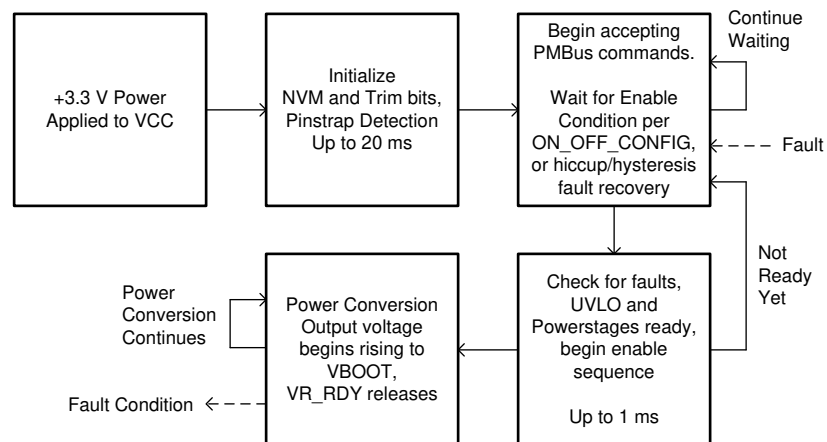 +3.3 V Power
Applied to VCC
Initialize
NVM and Trim bits,
Pinstrap Detection
Up to 20 ms
Begin accepting
PMBus commands.
Wait for Enable
Condition per
ON_OFF_CONFIG,
or hiccup/hysteresis
fault recovery
Continue
Waiting
Fault
Not
Ready
Yet
Check for faults,
UVLO and
Powerstages ready,
begin enable
sequence
Up to 1 ms
Power Conversion
Output voltage
begins rising to
VBOOT,
VR_RDY releases
Power
Conversion
Continues
Fault Condition